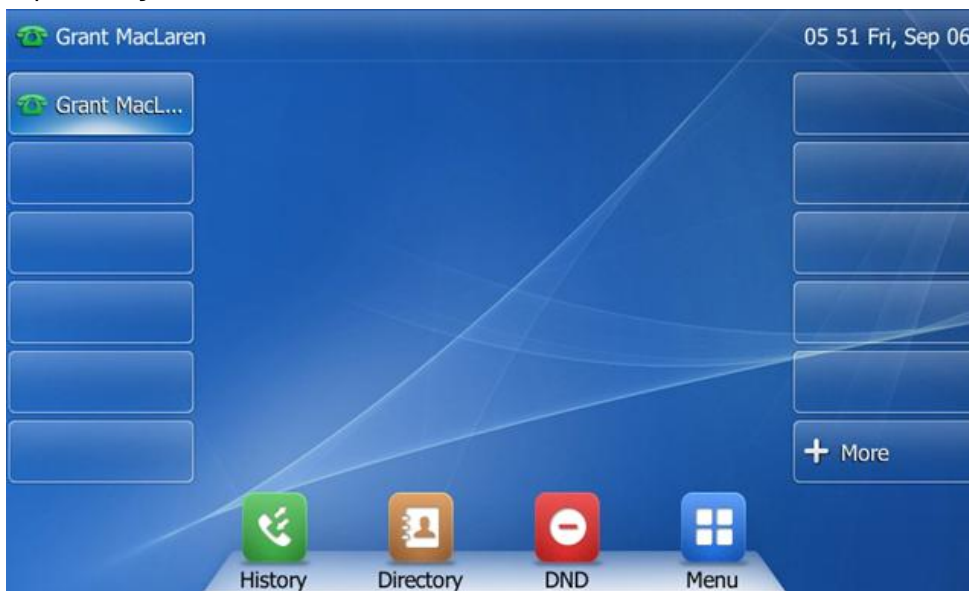 Grant MacLaren
05 51 Fri, Sep 06
Grant MacL...
More
History
Directory
DND
Menu